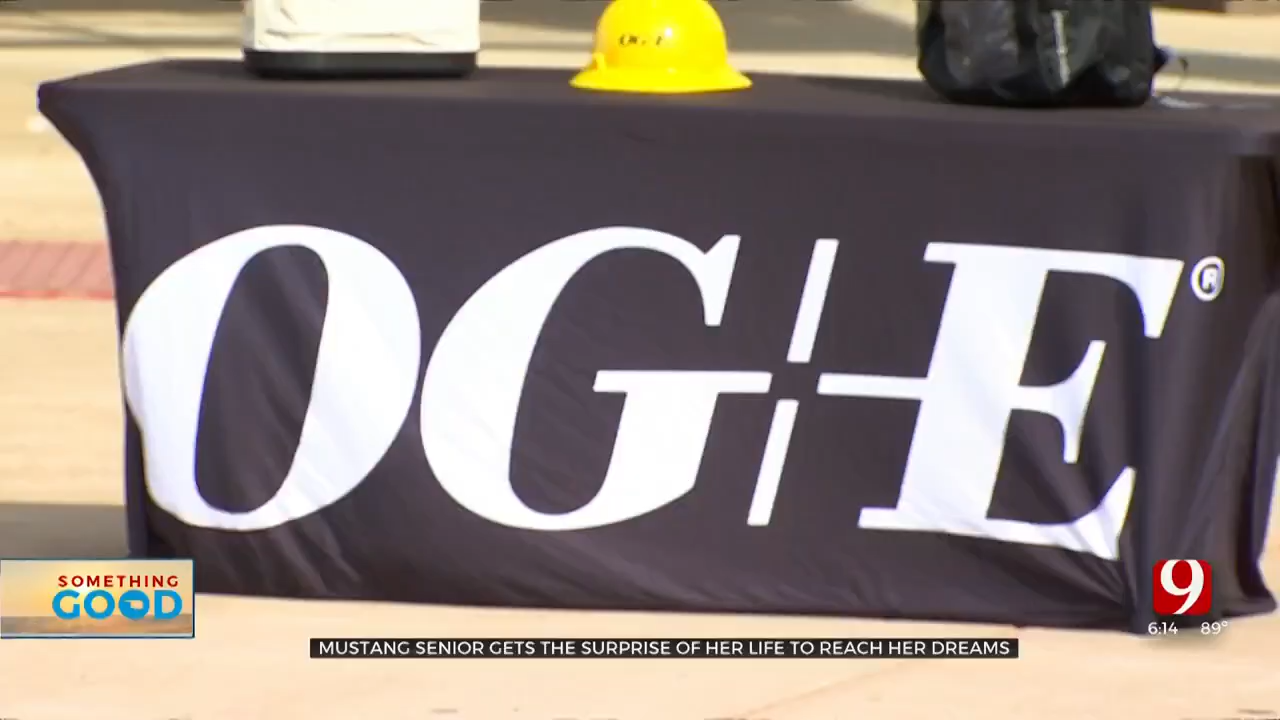 OG+E
OG+E®
SOMETHING
GOOD
9
6:14 89°
MUSTANG SENIOR GETS THE SURPRISE OF HER LIFE TO REACH HER DREAMS